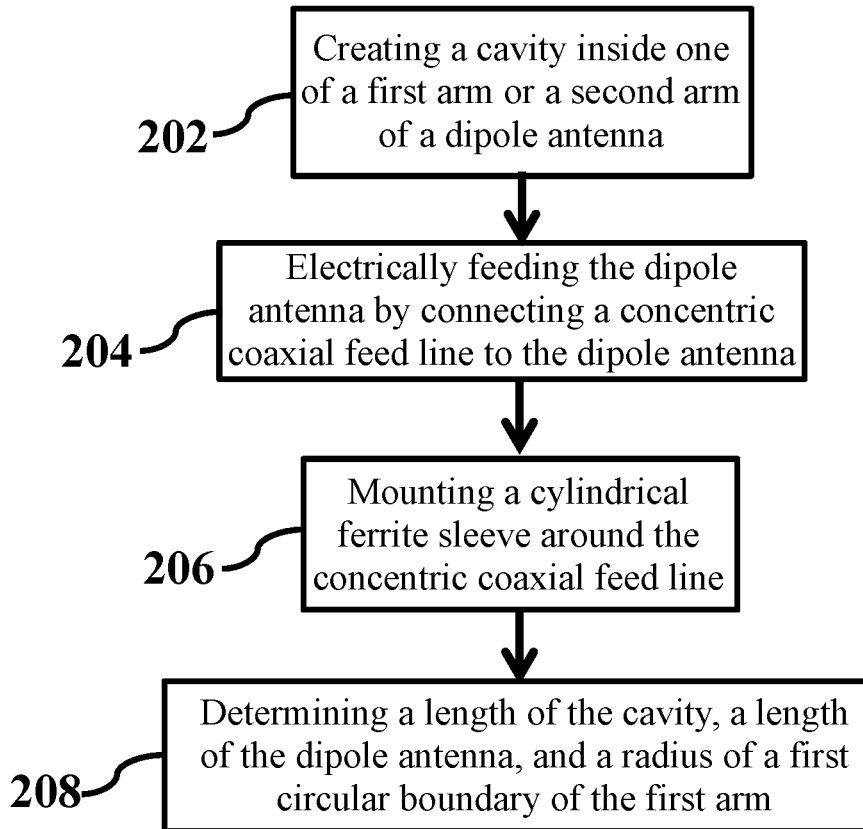 Creating a cavity inside one
of a first arm or a second arm
of a dipole antenna
202
Electrically feeding the dipole
antenna by connecting a concentric
coaxial feed line to the dipole antenna
204
Mounting a cylindrical
ferrite sleeve around the
concentric coaxial feed line
206
Determining a length of the cavity, a length
of the dipole antenna, and a radius of a first
circular boundary of the first arm
208